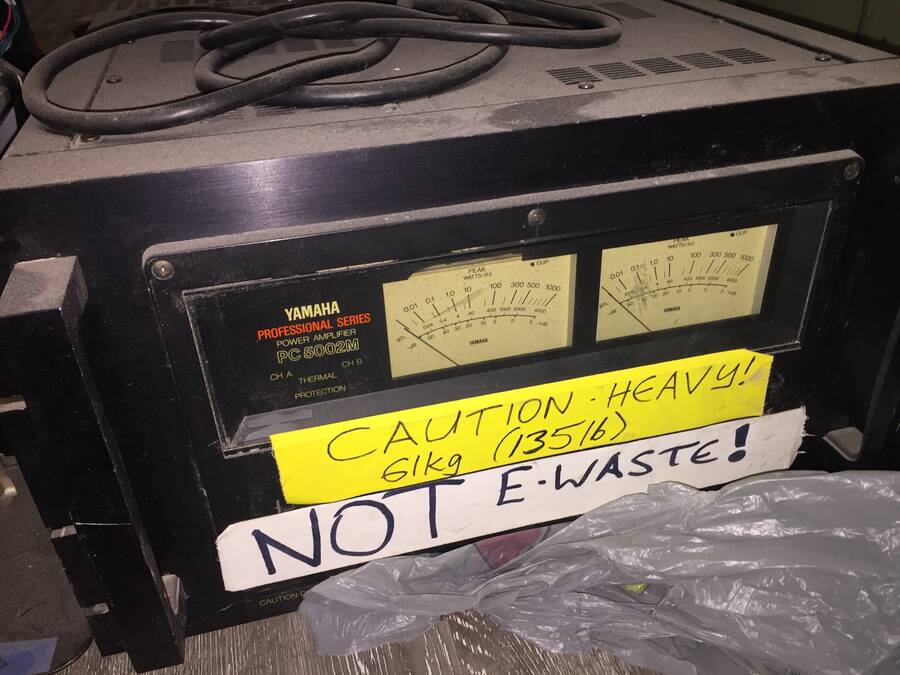 YAMAHA
PROFESSIONAL SERIES
POWER AMPLIFIER
PC 5002M
CH A CH B
THERMAL
PROTECTION
PEAK
WATTS/8Ω
CLIP
0.01 0.1 1.0 10 100 300 500 1000
YAMAHA
PEAK
WATTS/8Ω
CLIP
0.01 0.1 1.0 10 100 300 500 1000
YAMAHA
CAUTION - HEAVY!
61kg (135lb)
NOT E-WASTE!
CAUTION